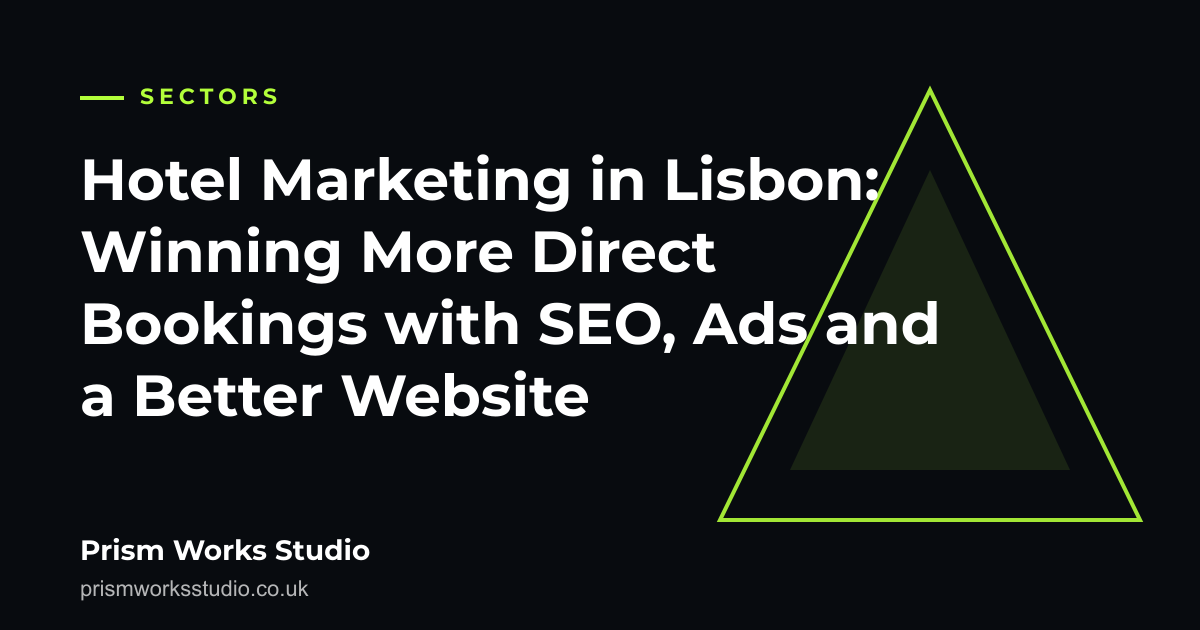 SECTORS
Hotel Marketing in Lisbon:
Winning More Direct
Bookings with SEO, Ads and
a Better Website
Prism Works Studio
prismworksstudio.co.uk